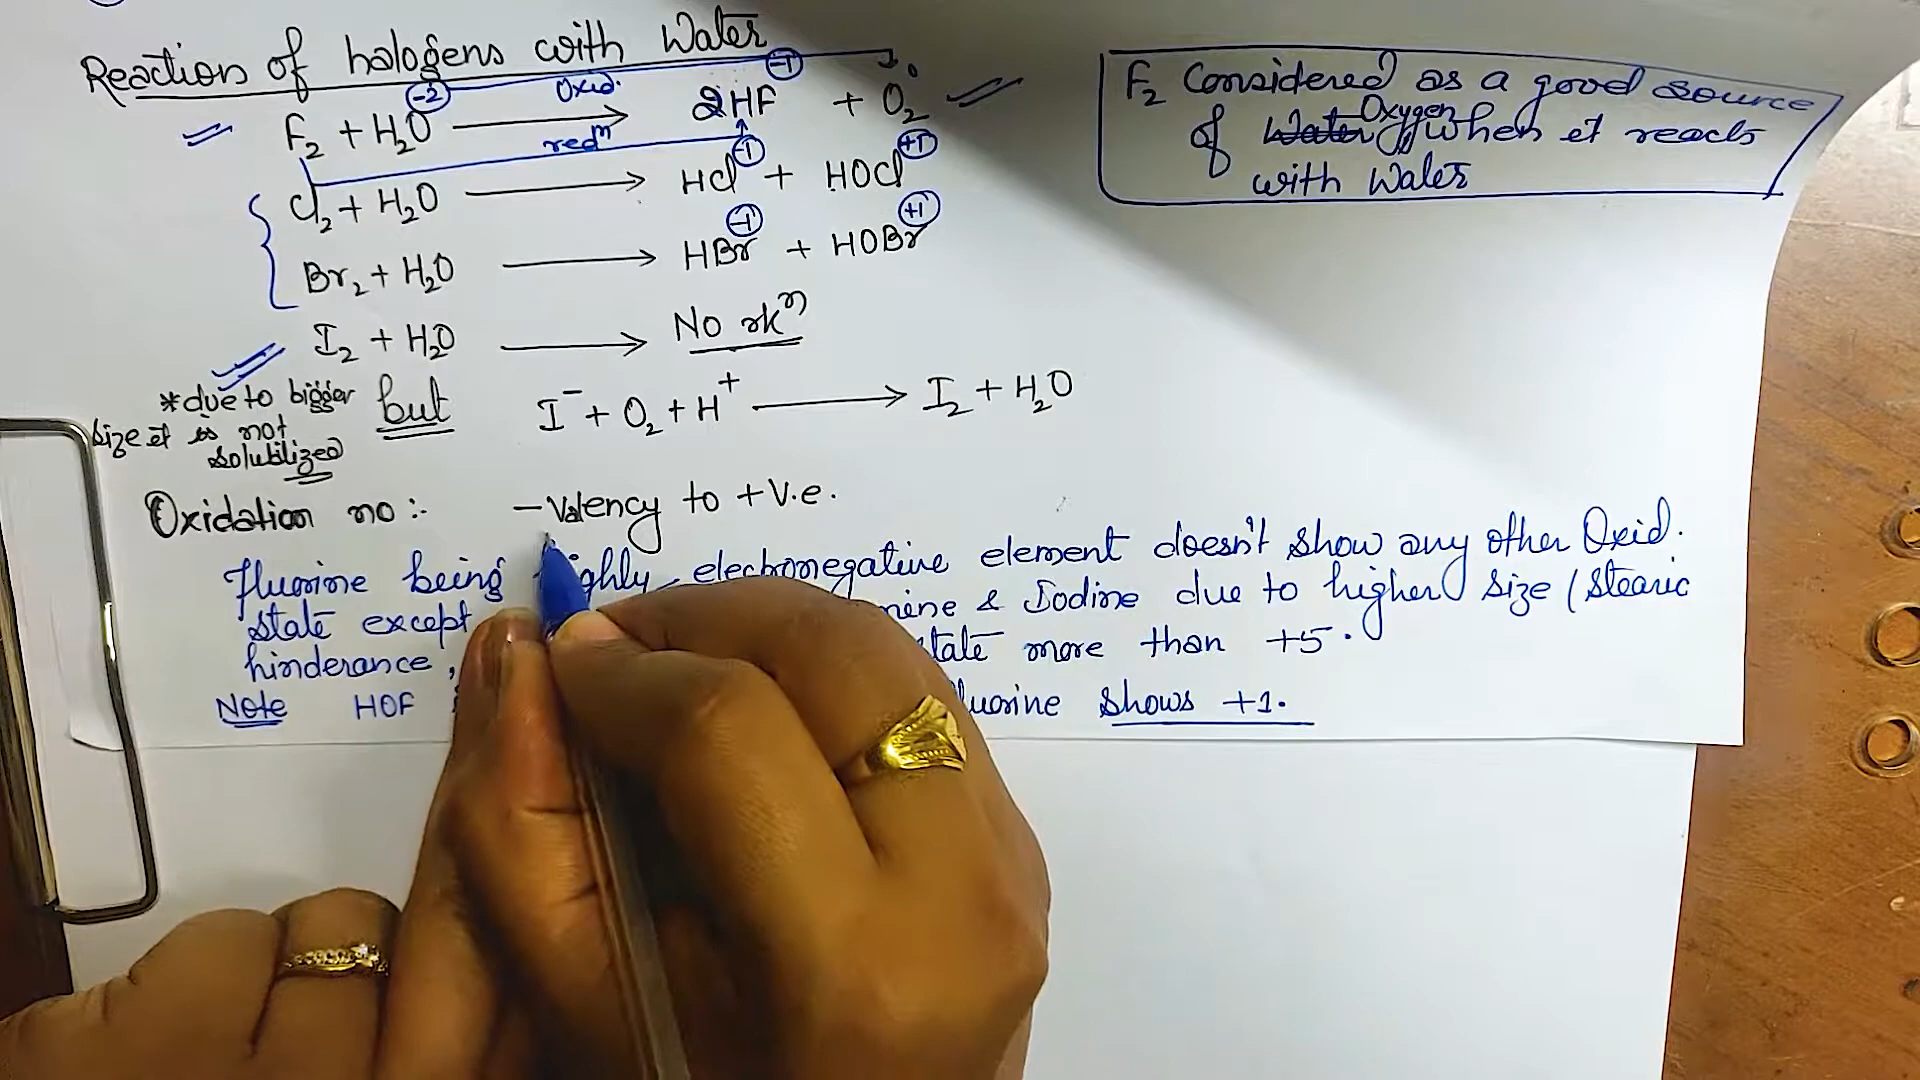 Reaction of halogens with Water
F₂ + H₂O⁻² —Oxid. / redⁿ→ 2HF⁻¹ + O₂⁰
Cl₂ + H₂O → HCl⁻¹ + HOCl⁺¹
Br₂ + H₂O → HBr⁻¹ + HOBr⁺¹
I₂ + H₂O → No rkⁿ
*due to bigger
size it is not
solubilized
but I⁻ + O₂ + H⁺ → I₂ + H₂O
F₂ Considered as a good source
of Water Oxygen when it reacts
with Water
Oxidation no :- – Valency to + V.e.
Fluorine being electronegative element doesn't show any other Oxid.
state except & Iodine due to higher size (Stearic
hinderance, more than +5.
Note HOF shows +1.